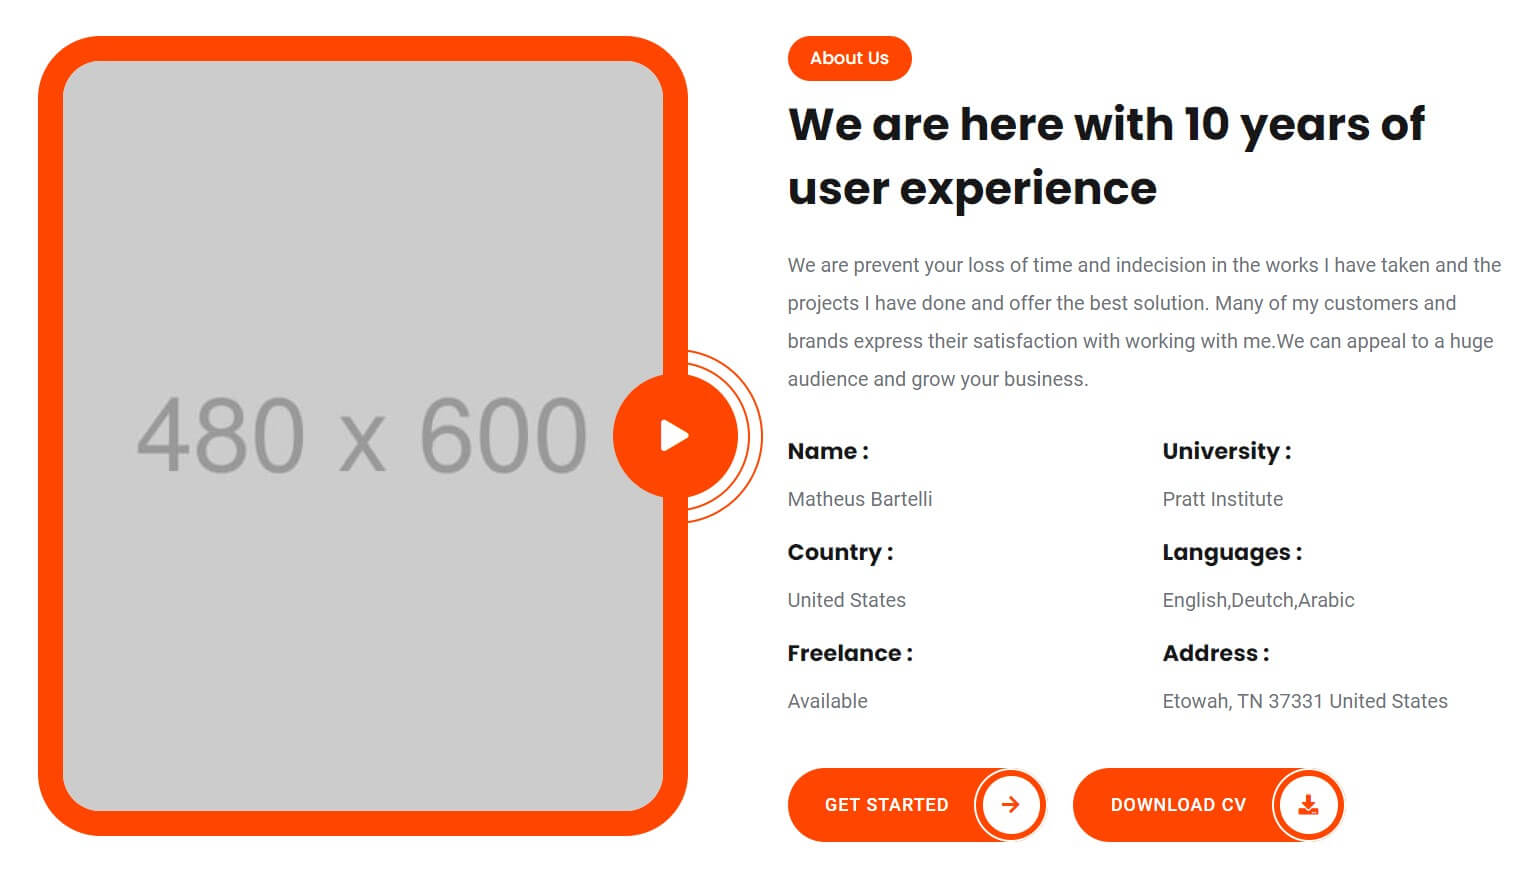 480 x 600
About Us
We are here with 10 years of
user experience
We are prevent your loss of time and indecision in the works I have taken and the
projects I have done and offer the best solution. Many of my customers and
brands express their satisfaction with working with me.We can appeal to a huge
audience and grow your business.
Name :
Matheus Bartelli
University :
Pratt Institute
Country :
United States
Languages :
English,Deutch,Arabic
Freelance :
Available
Address :
Etowah, TN 37331 United States
GET STARTED
DOWNLOAD CV